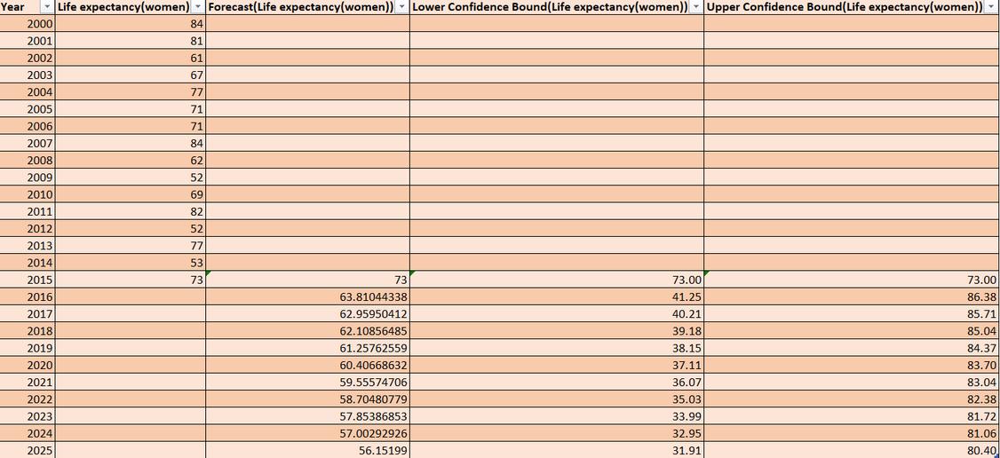 Year Life expectancy(women) Forecast(Life expectancy(women)) Lower Confidence Bound(Life expectancy(women)) Upper Confidence Bound(Life expectancy(women))
2000 84
2001 81
2002 61
2003 67
2004 77
2005 71
2006 71
2007 84
2008 62
2009 52
2010 69
2011 82
2012 52
2013 77
2014 53
2015 73 73 73.00 73.00
2016 63.81044338 41.25 86.38
2017 62.95950412 40.21 85.71
2018 62.10856485 39.18 85.04
2019 61.25762559 38.15 84.37
2020 60.40668632 37.11 83.70
2021 59.55574706 36.07 83.04
2022 58.70480779 35.03 82.38
2023 57.85386853 33.99 81.72
2024 57.00292926 32.95 81.06
2025 56.15199 31.91 80.40